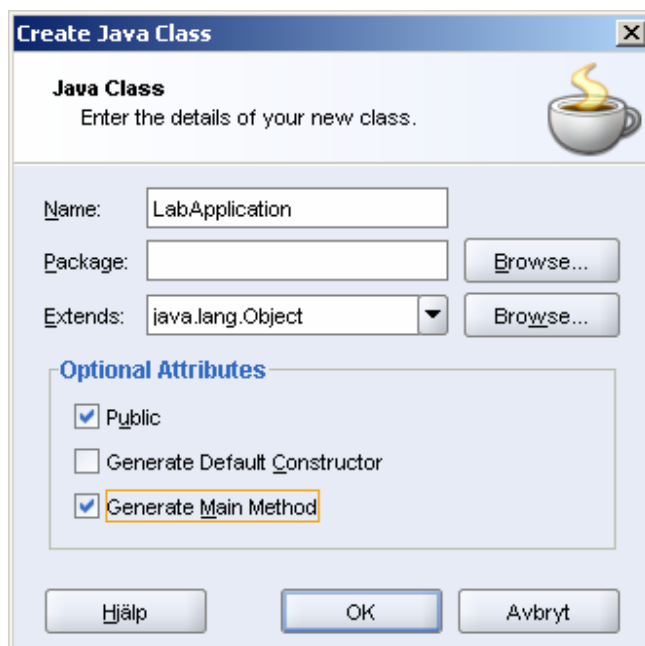 Create Java Class
Java Class
Enter the details of your new class.
Name: LabApplication
Package: Browse...
Extends: java.lang.Object Browse...
Optional Attributes
Public
Generate Default Constructor
Generate Main Method
Hjälp OK Avbryt